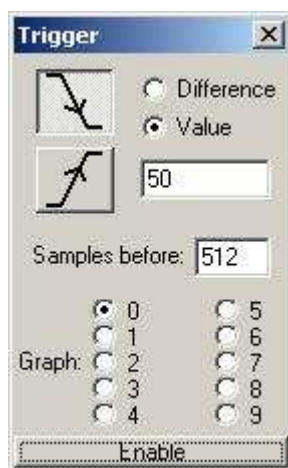 Trigger
Difference
Value
50
Samples before: 512
0 5
1 6
Graph: 2 7
3 8
4 9
Enable